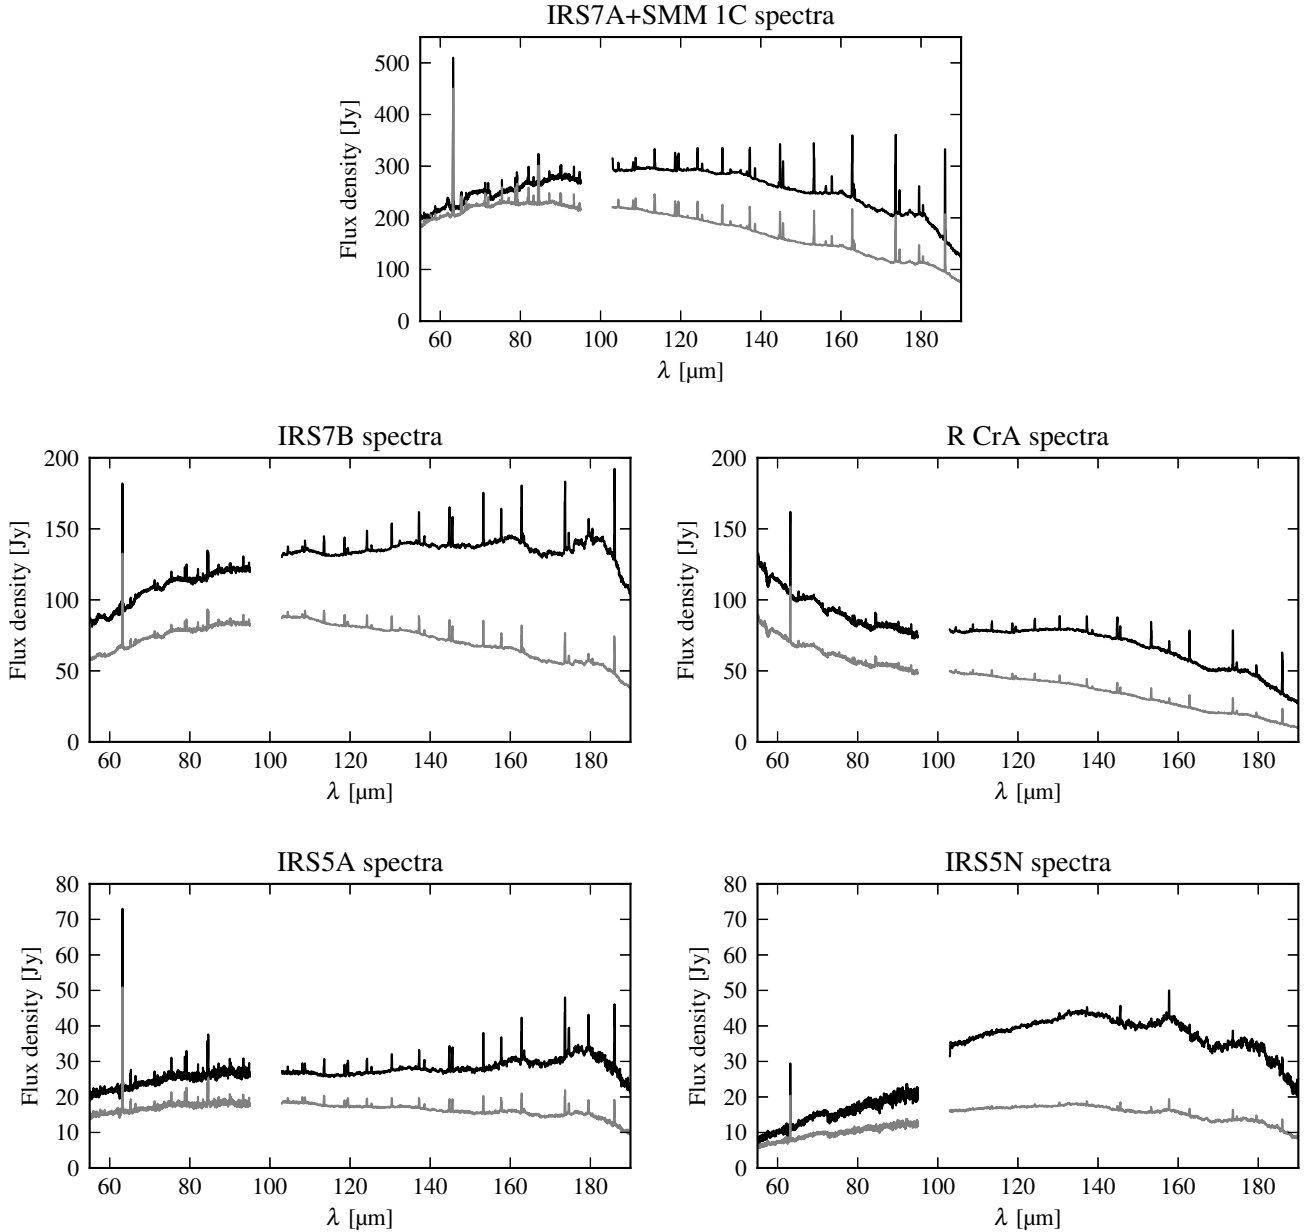 IRS7A+SMM 1C spectra
500
400
300
200
100
0
Flux density [Jy]
60 80 100 120 140 160 180
λ [µm]
IRS7B spectra
200
150
100
50
0
Flux density [Jy]
60 80 100 120 140 160 180
λ [µm]
R CrA spectra
200
150
100
50
0
Flux density [Jy]
60 80 100 120 140 160 180
λ [µm]
IRS5A spectra
80
70
60
50
40
30
20
10
0
Flux density [Jy]
60 80 100 120 140 160 180
λ [µm]
IRS5N spectra
80
70
60
50
40
30
20
10
0
Flux density [Jy]
60 80 100 120 140 160 180
λ [µm]